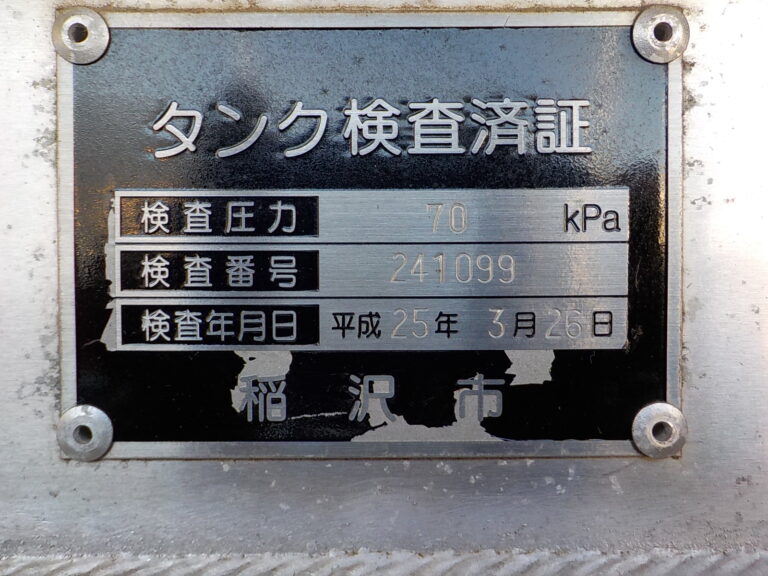 タンク検査済証
検査圧力 70 kPa
検査番号 241099
検査年月日 平成25年 3月26日
稲沢市